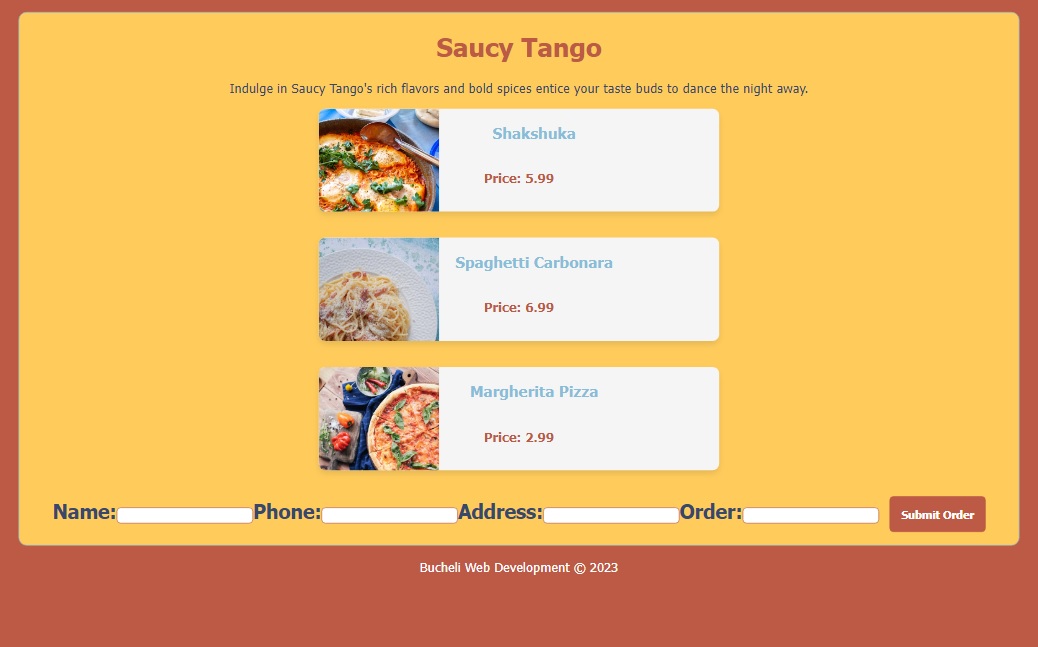 Saucy Tango
Indulge in Saucy Tango's rich flavors and bold spices entice your taste buds to dance the night away.
Shakshuka
Price: 5.99
Spaghetti Carbonara
Price: 6.99
Margherita Pizza
Price: 2.99
Name: Phone: Address: Order: Submit Order
Bucheli Web Development © 2023